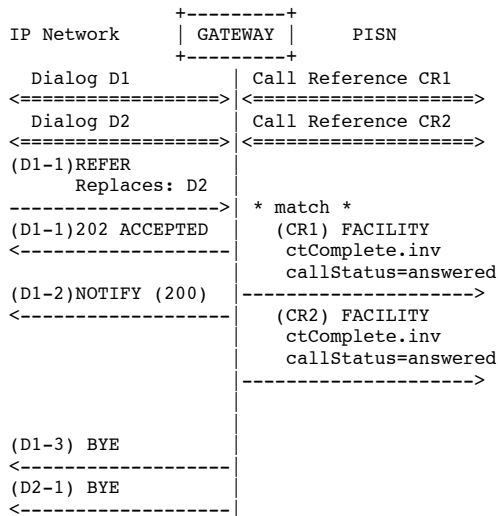 +---------+
IP Network | GATEWAY | PISN
+---------+
Dialog D1 | Call Reference CR1
<===================>|<====================>
Dialog D2 | Call Reference CR2
<===================>|<====================>
(D1-1)REFER |
Replaces: D2 |
------------------->| * match *
(D1-1)202 ACCEPTED | (CR1) FACILITY
<-------------------| ctComplete.inv
| callStatus=answered
(D1-2)NOTIFY (200) |--------------------->
<-------------------| (CR2) FACILITY
| ctComplete.inv
| callStatus=answered
|--------------------->
|
|
(D1-3) BYE |
<-------------------|
(D2-1) BYE |
<-------------------|